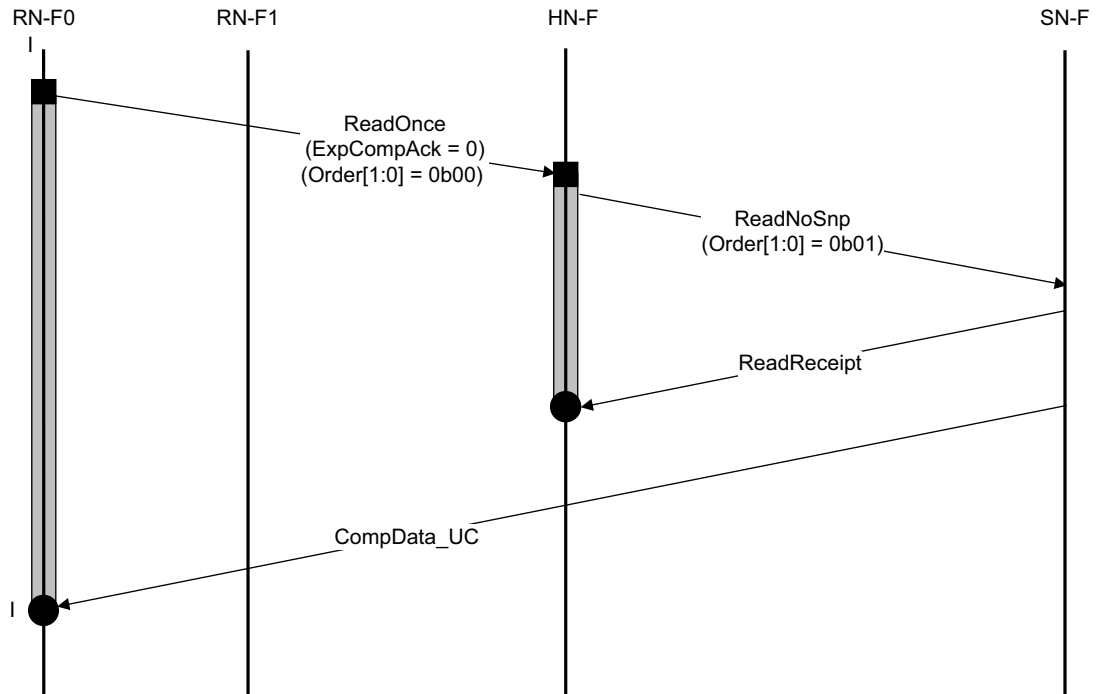 RN-F0
RN-F1
HN-F
SN-F
I
ReadOnce
(ExpCompAck = 0)
(Order[1:0] = 0b00)
ReadNoSnp
(Order[1:0] = 0b01)
ReadReceipt
CompData_UC
I